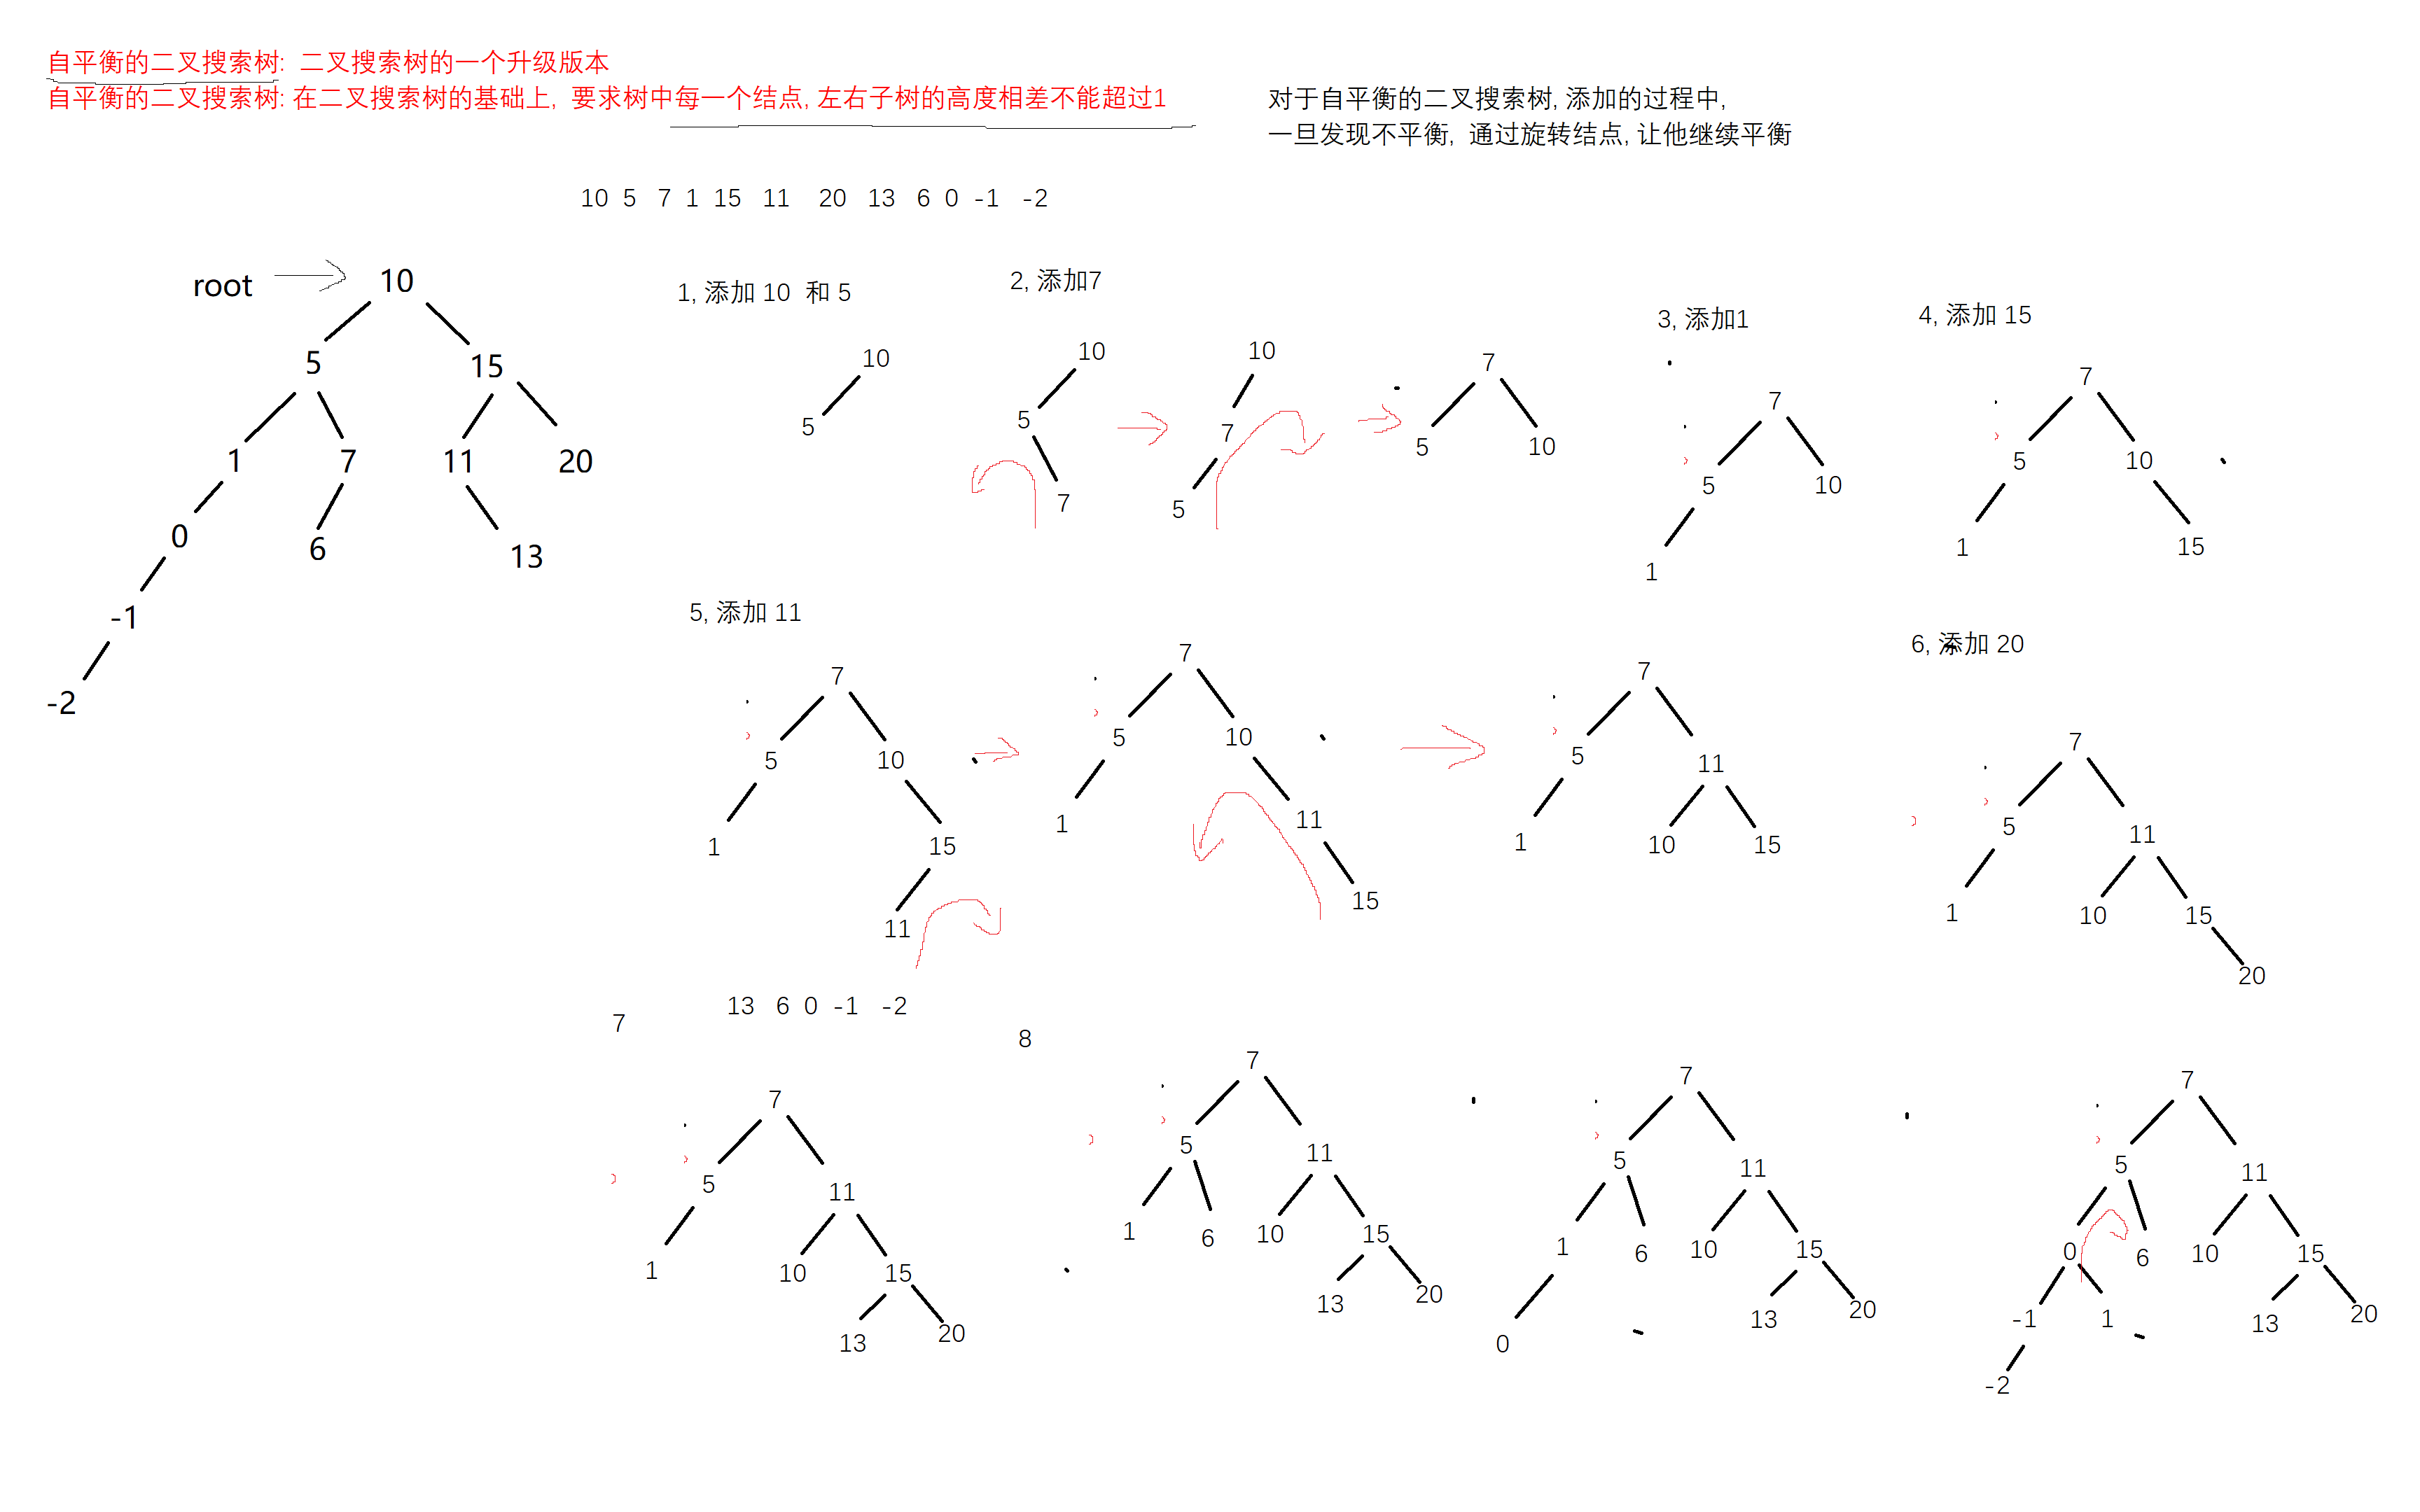 自平衡的二叉搜索树: 二叉搜索树的一个升级版本
自平衡的二叉搜索树: 在二叉搜索树的基础上, 要求树中每一个结点, 左右子树的高度相差不能超过1
对于自平衡的二叉搜索树, 添加的过程中,
一旦发现不平衡, 通过旋转结点, 让他继续平衡
10 5 7 1 15 11 20 13 6 0 -1 -2
root
10
5 15
1 7 11 20
0 6 13
-1
-2
1, 添加 10 和 5
10
5
2, 添加7
10
5
7
10
7
5
7
5 10
3, 添加1
7
5 10
1
4, 添加 15
7
5 10
1 15
5, 添加 11
7
5 10
1 15
11
7
5 10
1 11
15
7
5 11
1 10 15
6, 添加 20
7
5 11
1 10 15
20
13 6 0 -1 -2
7
7
5 11
1 10 15
13 20
8
7
5 11
1 6 10 15
13 20
7
5 11
1 6 10 15
0 13 20
7
5 11
0 6 10 15
-1 1 13 20
-2